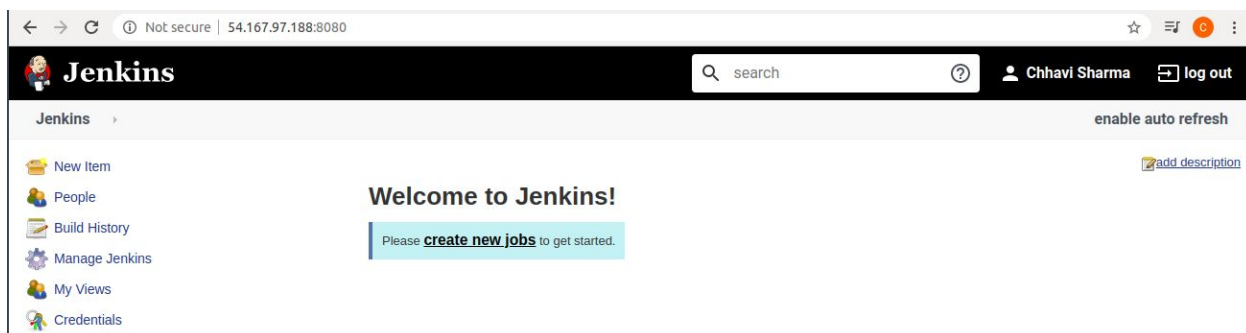 Not secure | 54.167.97.188:8080
C
Jenkins
search
Chhavi Sharma
log out
Jenkins
enable auto refresh
New Item
add description
People
Welcome to Jenkins!
Build History
Please create new jobs to get started.
Manage Jenkins
My Views
Credentials